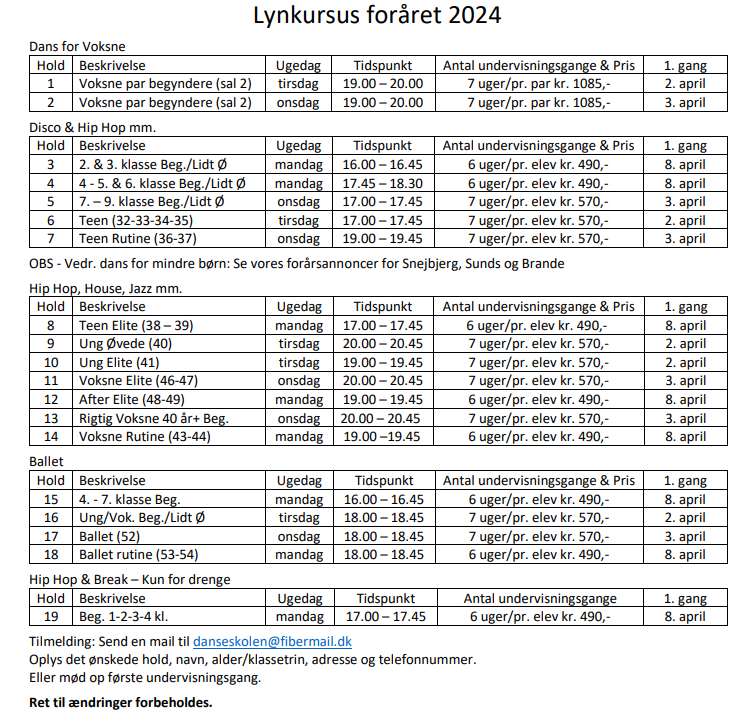 Lynkursus foråret 2024
Dans for Voksne
Hold Beskrivelse Ugedag Tidspunkt Antal undervisningsgange & Pris 1. gang
1 Voksne par begyndere (sal 2) tirsdag 19.00 – 20.00 7 uger/pr. par kr. 1085,- 2. april
2 Voksne par begyndere (sal 2) onsdag 19.00 – 20.00 7 uger/pr. par kr. 1085,- 3. april
Disco & Hip Hop mm.
Hold Beskrivelse Ugedag Tidspunkt Antal undervisningsgange & Pris 1. gang
3 2. & 3. klasse Beg./Lidt Ø mandag 16.00 – 16.45 6 uger/pr. elev kr. 490,- 8. april
4 4 - 5. & 6. klasse Beg./Lidt Ø mandag 17.45 – 18.30 6 uger/pr. elev kr. 490,- 8. april
5 7. – 9. klasse Beg./Lidt Ø onsdag 17.00 – 17.45 7 uger/pr. elev kr. 570,- 3. april
6 Teen (32-33-34-35) tirsdag 17.00 – 17.45 7 uger/pr. elev kr. 570,- 2. april
7 Teen Rutine (36-37) onsdag 19.00 – 19.45 7 uger/pr. elev kr. 570,- 3. april
OBS - Vedr. dans for mindre børn: Se vores forårsannoncer for Snejbjerg, Sunds og Brande
Hip Hop, House, Jazz mm.
Hold Beskrivelse Ugedag Tidspunkt Antal undervisningsgange & Pris 1. gang
8 Teen Elite (38 – 39) mandag 17.00 – 17.45 6 uger/pr. elev kr. 490,- 8. april
9 Ung Øvede (40) tirsdag 20.00 – 20.45 7 uger/pr. elev kr. 570,- 2. april
10 Ung Elite (41) tirsdag 19.00 – 19.45 7 uger/pr. elev kr. 570,- 2. april
11 Voksne Elite (46-47) onsdag 20.00 – 20.45 7 uger/pr. elev kr. 570,- 3. april
12 After Elite (48-49) mandag 19.00 – 19.45 6 uger/pr. elev kr. 490,- 8. april
13 Rigtig Voksne 40 år+ Beg. onsdag 20.00 – 20.45 7 uger/pr. elev kr. 570,- 3. april
14 Voksne Rutine (43-44) mandag 19.00 –19.45 6 uger/pr. elev kr. 490,- 8. april
Ballet
Hold Beskrivelse Ugedag Tidspunkt Antal undervisningsgange & Pris 1. gang
15 4. - 7. klasse Beg. mandag 16.00 – 16.45 6 uger/pr. elev kr. 490,- 8. april
16 Ung/Vok. Beg./Lidt Ø tirsdag 18.00 – 18.45 7 uger/pr. elev kr. 570,- 2. april
17 Ballet (52) onsdag 18.00 – 18.45 7 uger/pr. elev kr. 570,- 3. april
18 Ballet rutine (53-54) mandag 18.00 – 18.45 6 uger/pr. elev kr. 490,- 8. april
Hip Hop & Break – Kun for drenge
Hold Beskrivelse Ugedag Tidspunkt Antal undervisningsgange 1. gang
19 Beg. 1-2-3-4 kl. mandag 17.00 – 17.45 6 uger/pr. elev kr. 490,- 8. april
Tilmelding: Send en mail til danseskolen@fibermail.dk
Oplys det ønskede hold, navn, alder/klassetrin, adresse og telefonnummer.
Eller mød op første undervisningsgang.
Ret til ændringer forbeholdes.